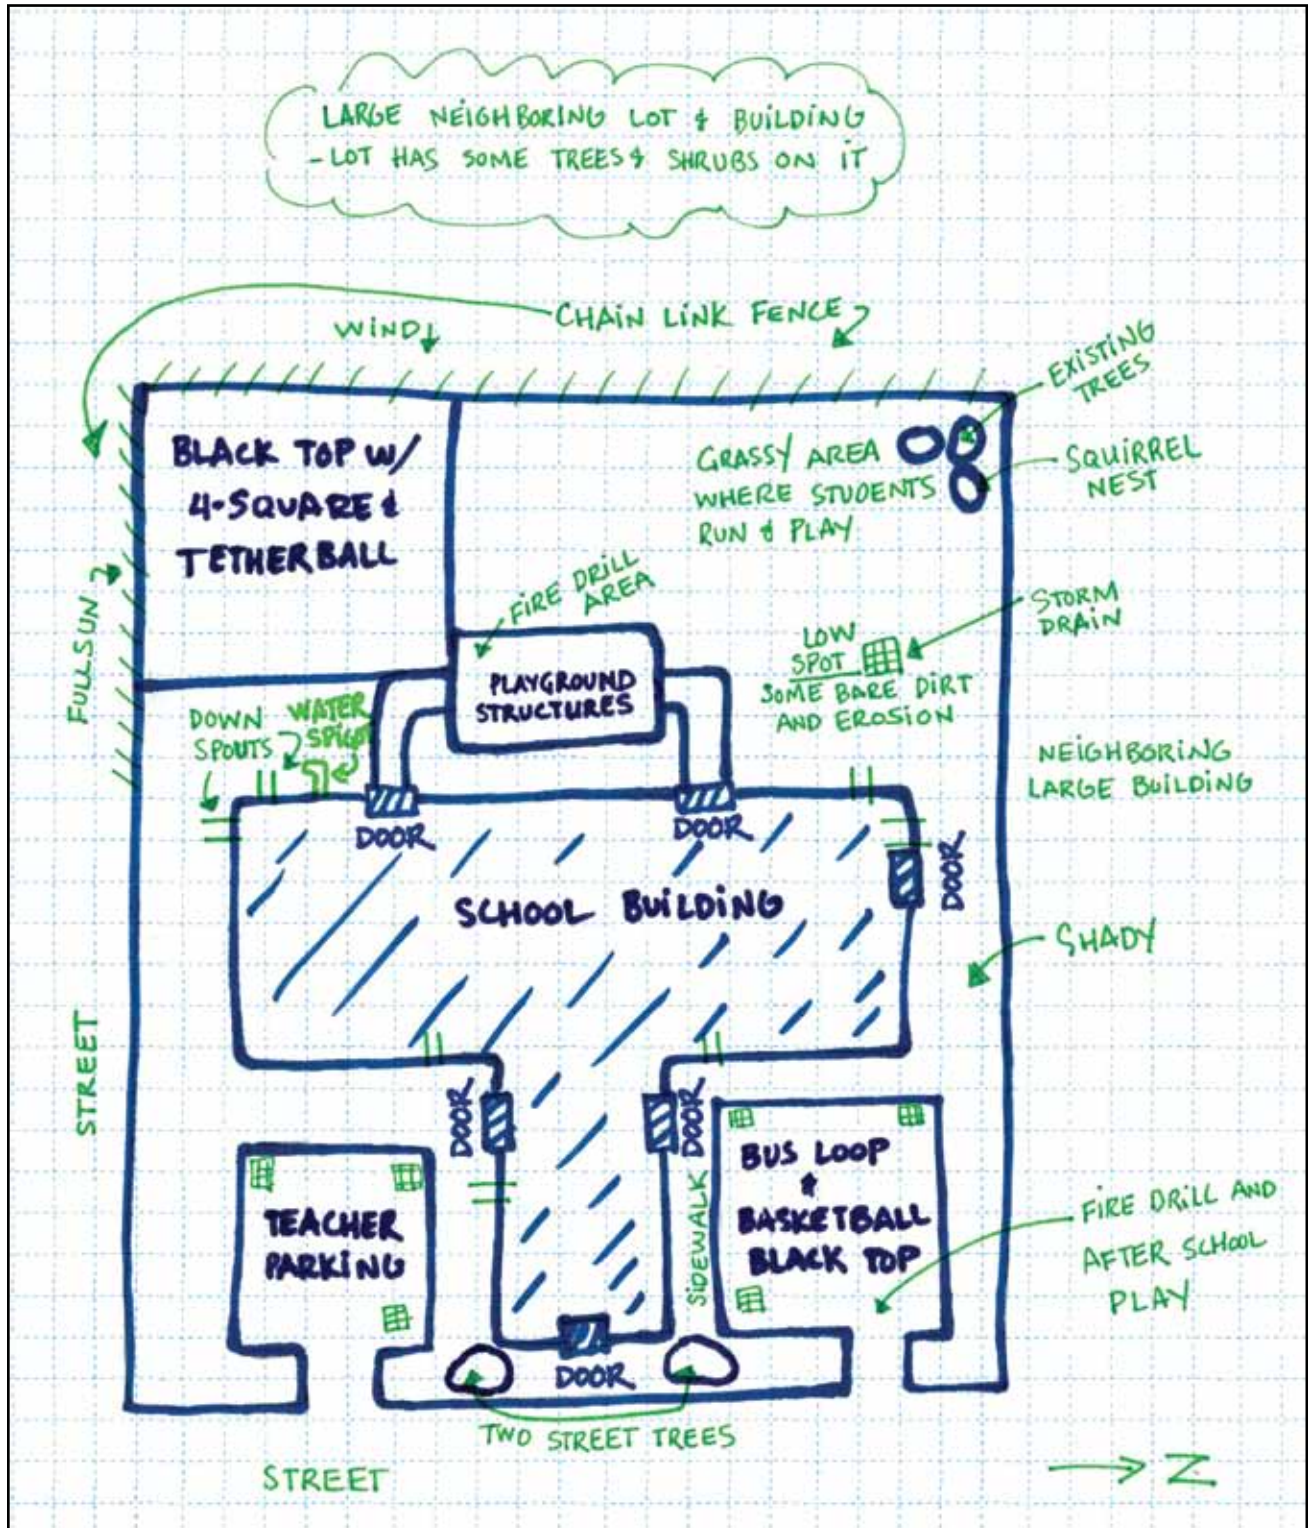 LARGE NEIGHBORING LOT & BUILDING
- LOT HAS SOME TREES & SHRUBS ON IT
CHAIN LINK FENCE
WIND
EXISTING
TREES
BLACK TOP W/
4-SQUARE &
TETHERBALL
GRASSY AREA
WHERE STUDENTS
RUN & PLAY
SQUIRREL
NEST
FULL SUN
FIRE DRILL
AREA
STORM
DRAIN
LOW
SPOT
SOME BARE DIRT
AND EROSION
PLAYGROUND
STRUCTURES
DOWN
SPOUTS
WATER
SPIGOT
NEIGHBORING
LARGE BUILDING
DOOR
DOOR
DOOR
SCHOOL BUILDING
SHADY
STREET
DOOR
DOOR
TEACHER
PARKING
SIDEWALK
BUS LOOP
&
BASKETBALL
BLACK TOP
FIRE DRILL AND
AFTER SCHOOL
PLAY
DOOR
TWO STREET TREES
STREET
Z